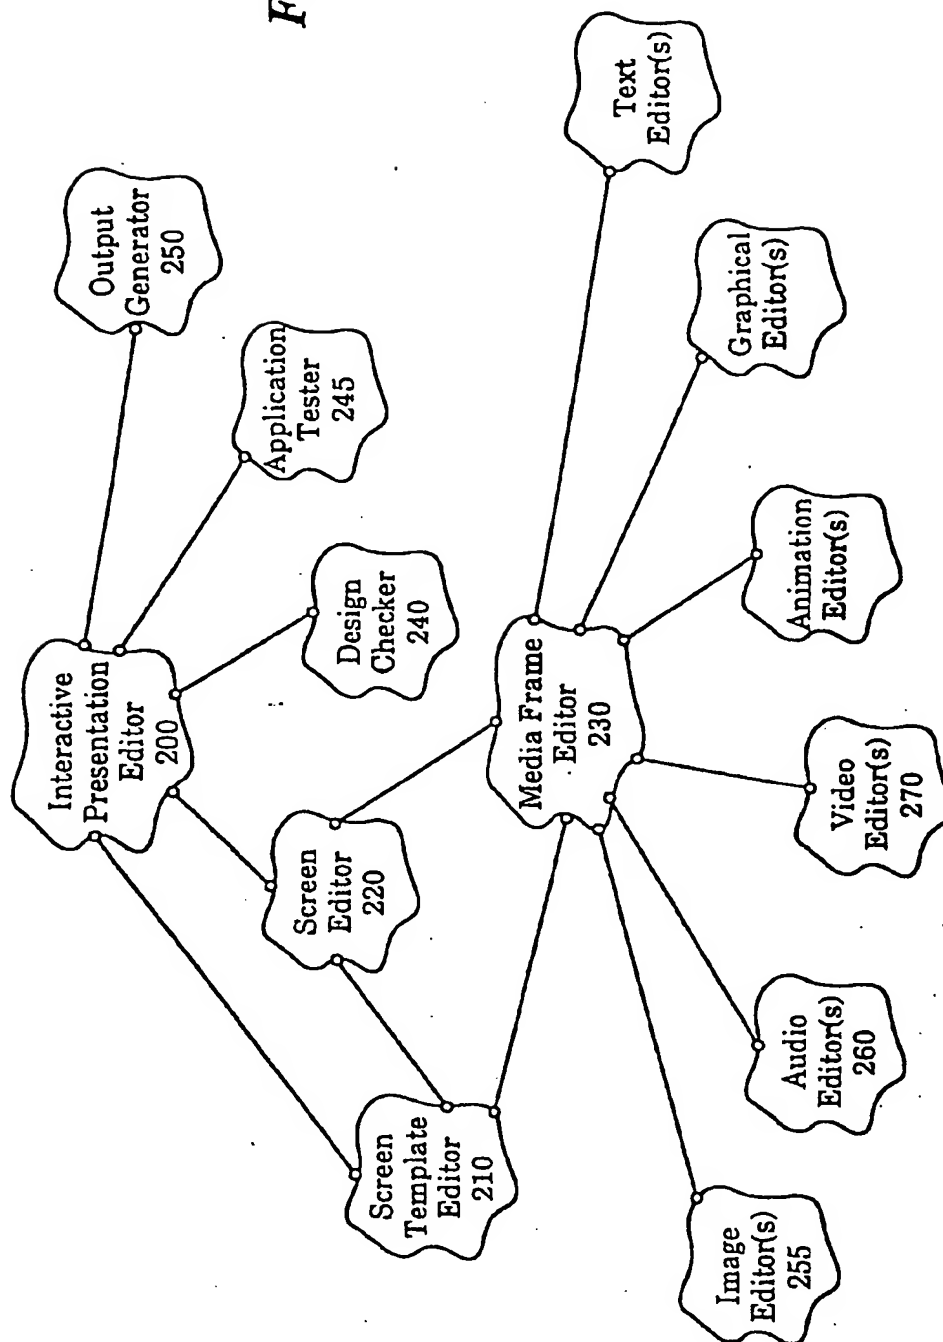 F
Interactive
Presentation
Editor
200
Output
Generator
250
Application
Tester
245
Design
Checker
240
Screen
Editor
220
Screen
Template
Editor
210
Media Frame
Editor
230
Text
Editor(s)
Graphical
Editor(s)
Animation
Editor(s)
Video
Editor(s)
270
Audio
Editor(s)
260
Image
Editor(s)
255